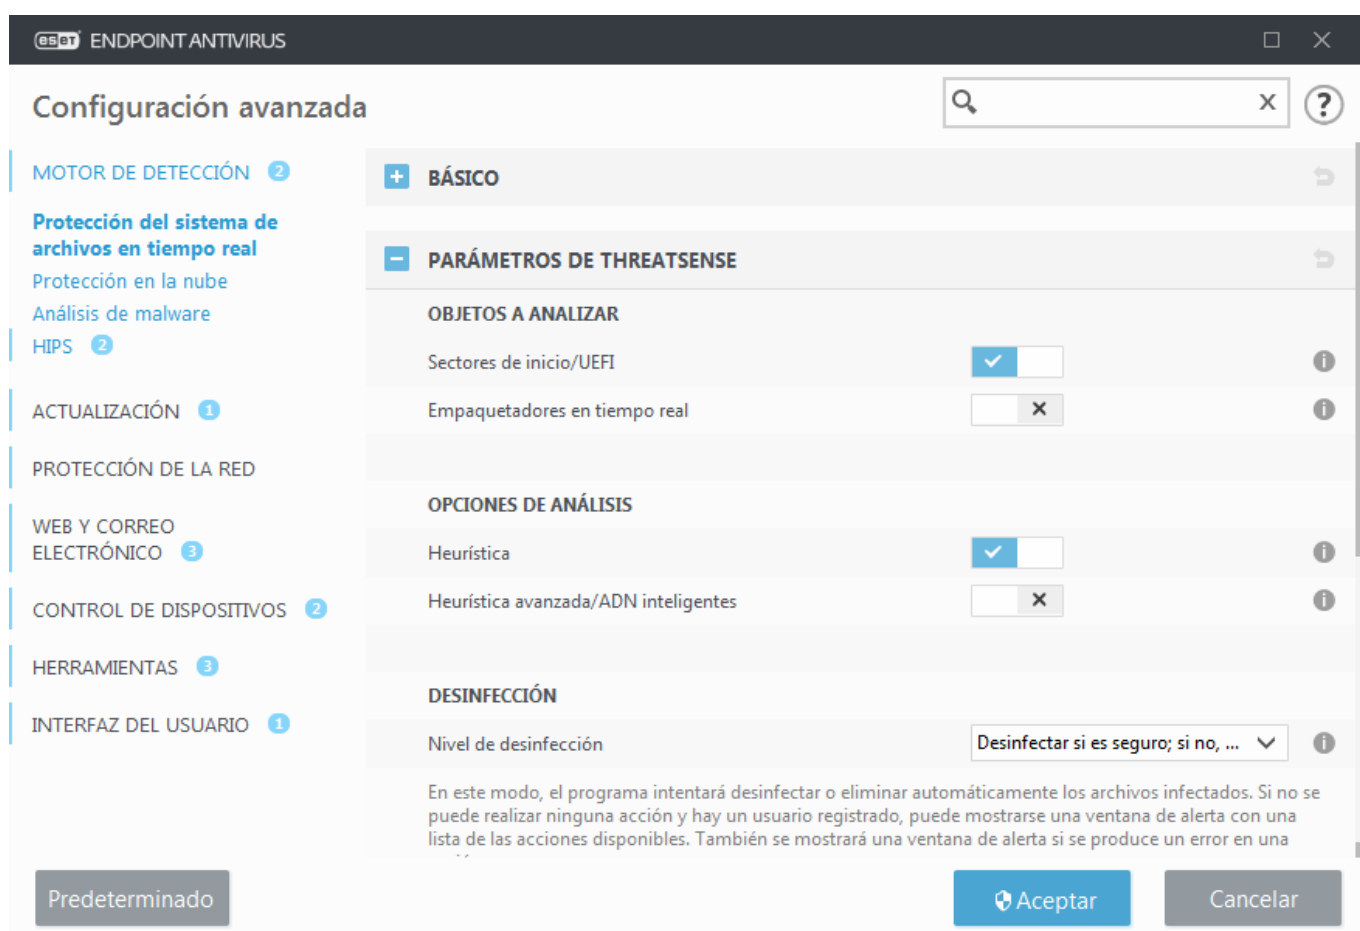 eseT ENDPOINT ANTIVIRUS
Configuración avanzada
x
?
MOTOR DE DETECCIÓN 2
Protección del sistema de
archivos en tiempo real
Protección en la nube
Análisis de malware
HIPS 2
ACTUALIZACIÓN 1
PROTECCIÓN DE LA RED
WEB Y CORREO
ELECTRÓNICO 3
CONTROL DE DISPOSITIVOS 2
HERRAMIENTAS 3
INTERFAZ DEL USUARIO 1
BÁSICO
PARÁMETROS DE THREATSENSE
OBJETOS A ANALIZAR
Sectores de inicio/UEFI
Empaquetadores en tiempo real
OPCIONES DE ANÁLISIS
Heurística
Heurística avanzada/ADN inteligentes
DESINFECCIÓN
Nivel de desinfección
Desinfectar si es seguro; si no, ...
En este modo, el programa intentará desinfectar o eliminar automáticamente los archivos infectados. Si no se
puede realizar ninguna acción y hay un usuario registrado, puede mostrarse una ventana de alerta con una
lista de las acciones disponibles. También se mostrará una ventana de alerta si se produce un error en una
Predeterminado
Aceptar
Cancelar